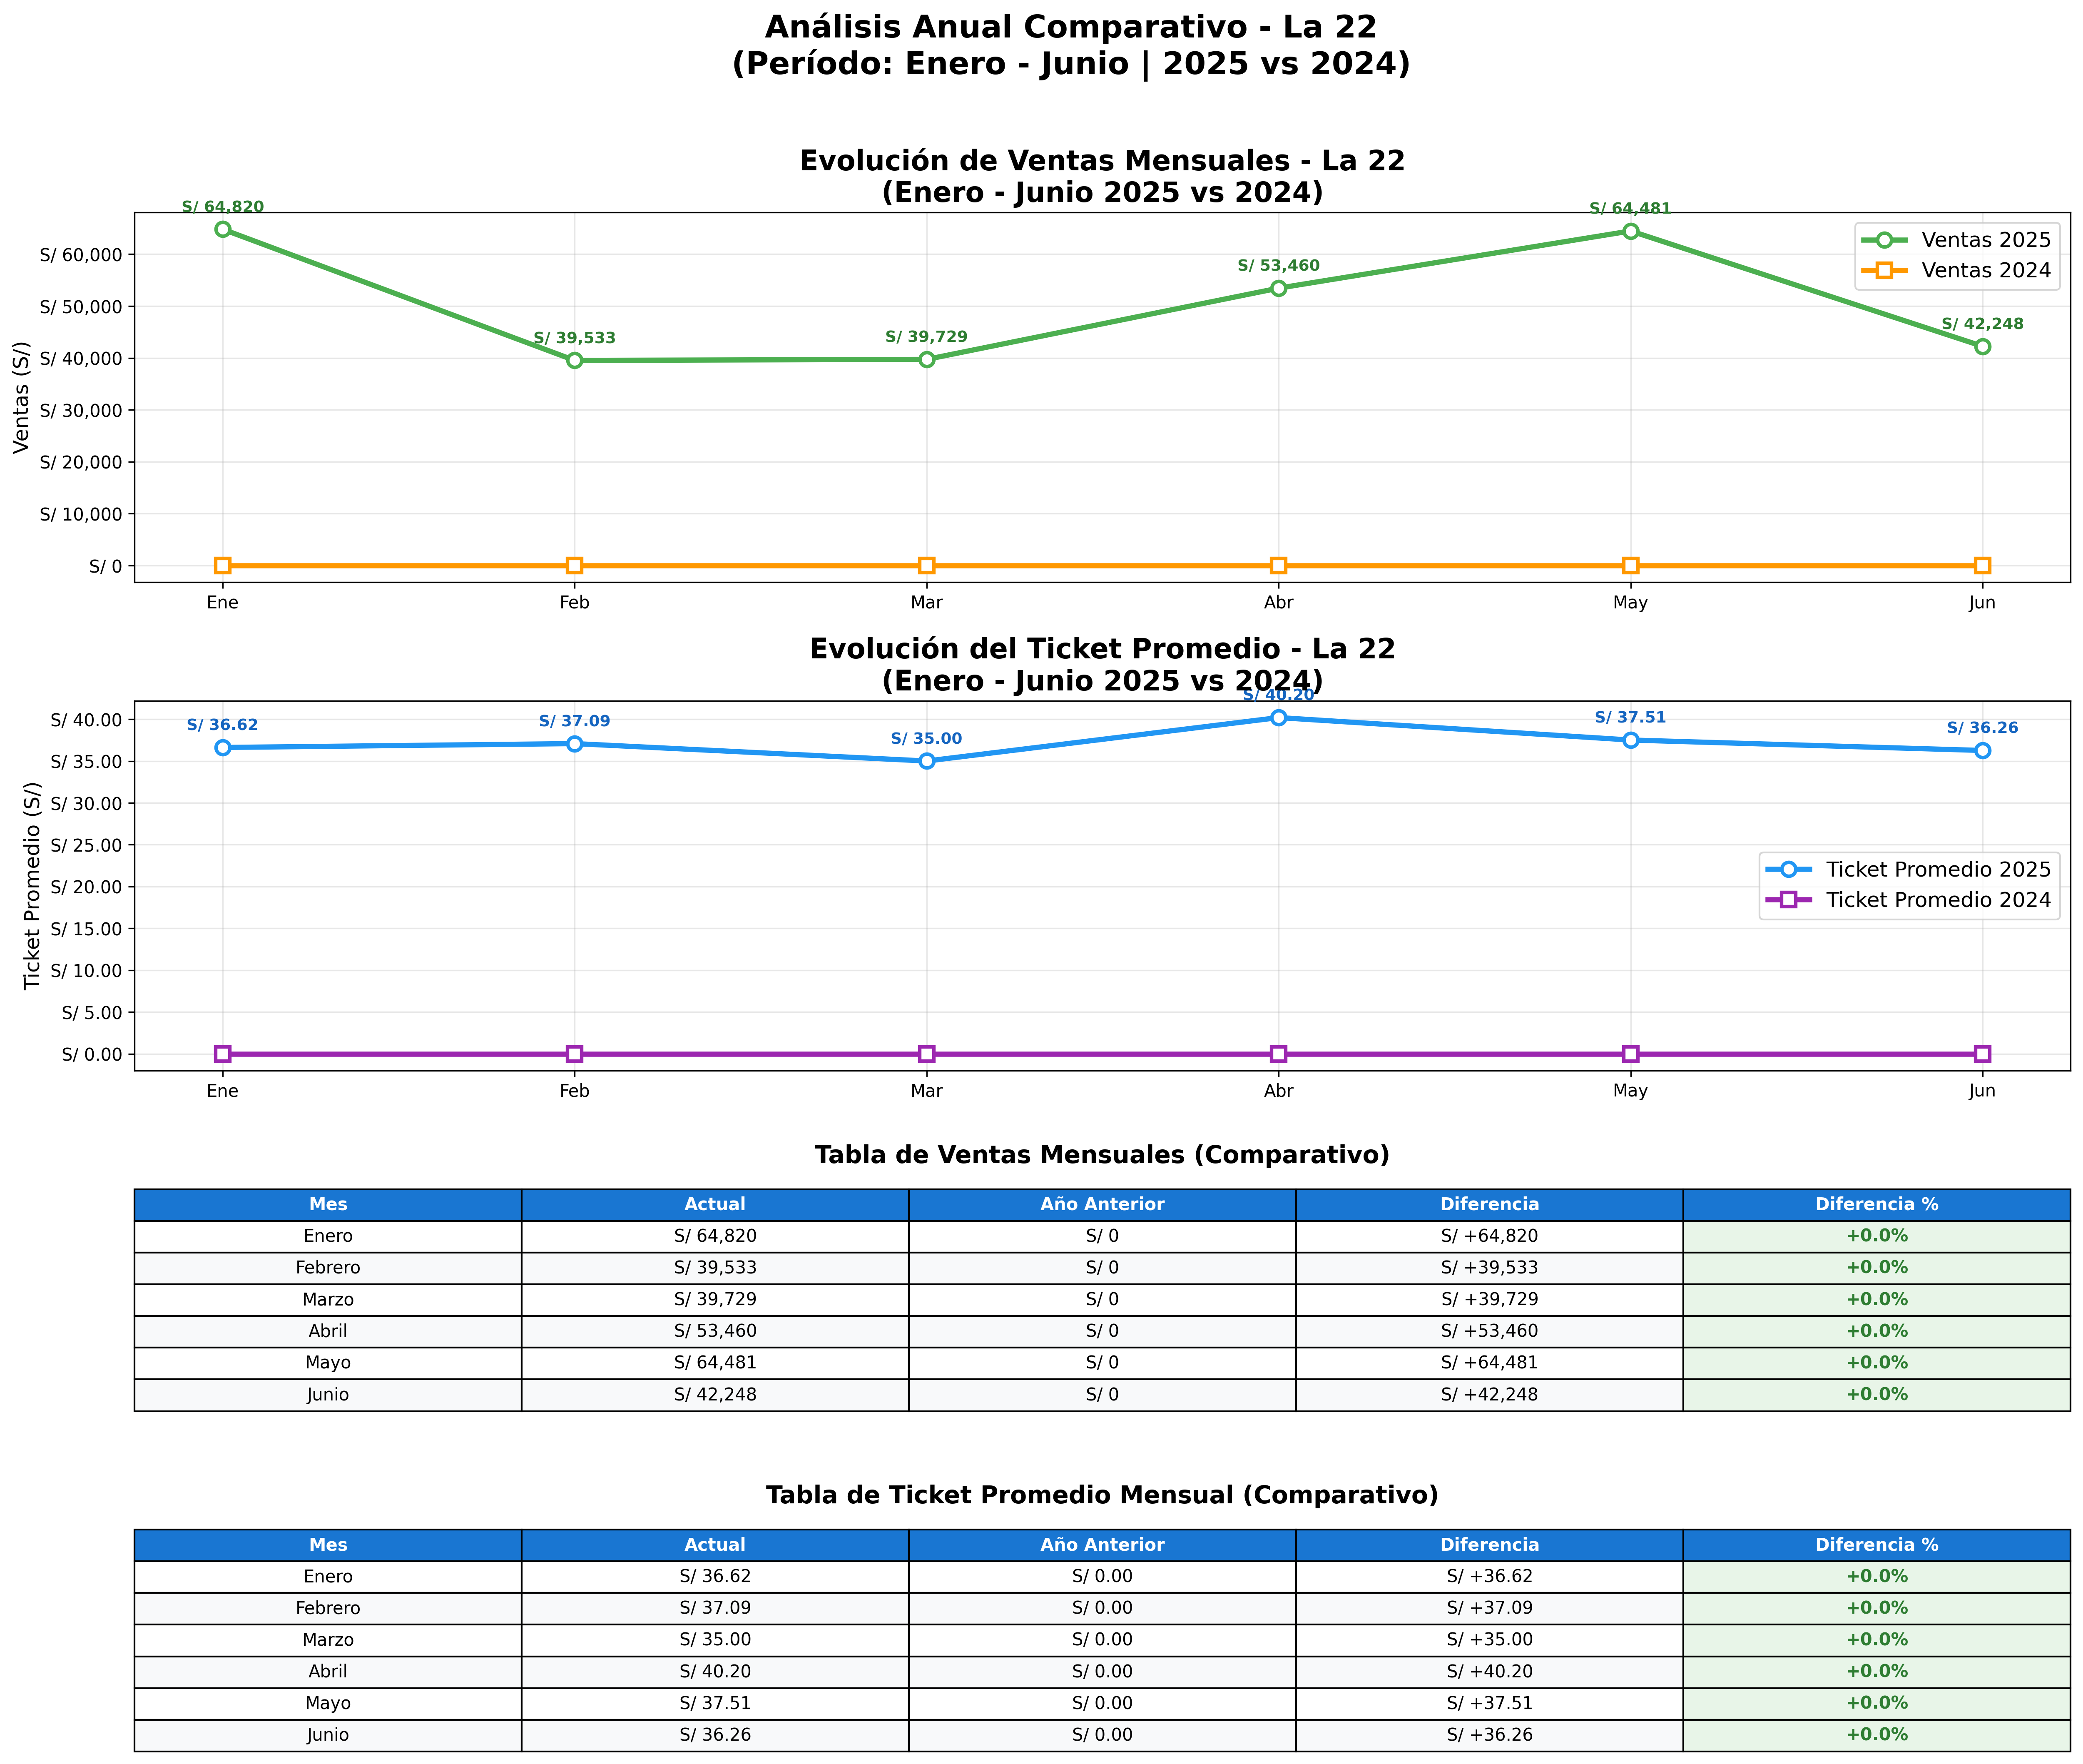 Análisis Anual Comparativo - La 22
(Período: Enero - Junio | 2025 vs 2024)
Evolución de Ventas Mensuales - La 22
(Enero - Junio 2025 vs 2024)
S/ 64,820
S/ 39,533
S/ 39,729
S/ 53,460
S/ 64,481
S/ 42,248
Ventas 2025
Ventas 2024
Ventas (S/)
S/ 60,000
S/ 50,000
S/ 40,000
S/ 30,000
S/ 20,000
S/ 10,000
S/ 0
Ene Feb Mar Abr May Jun
Evolución del Ticket Promedio - La 22
(Enero - Junio 2025 vs 2024)
S/ 36.62
S/ 37.09
S/ 35.00
S/ 40.20
S/ 37.51
S/ 36.26
Ticket Promedio 2025
Ticket Promedio 2024
Ticket Promedio (S/)
S/ 40.00
S/ 35.00
S/ 30.00
S/ 25.00
S/ 20.00
S/ 15.00
S/ 10.00
S/ 5.00
S/ 0.00
Ene Feb Mar Abr May Jun
Tabla de Ventas Mensuales (Comparativo)
Mes Actual Año Anterior Diferencia Diferencia %
Enero S/ 64,820 S/ 0 S/ +64,820 +0.0%
Febrero S/ 39,533 S/ 0 S/ +39,533 +0.0%
Marzo S/ 39,729 S/ 0 S/ +39,729 +0.0%
Abril S/ 53,460 S/ 0 S/ +53,460 +0.0%
Mayo S/ 64,481 S/ 0 S/ +64,481 +0.0%
Junio S/ 42,248 S/ 0 S/ +42,248 +0.0%
Tabla de Ticket Promedio Mensual (Comparativo)
Mes Actual Año Anterior Diferencia Diferencia %
Enero S/ 36.62 S/ 0.00 S/ +36.62 +0.0%
Febrero S/ 37.09 S/ 0.00 S/ +37.09 +0.0%
Marzo S/ 35.00 S/ 0.00 S/ +35.00 +0.0%
Abril S/ 40.20 S/ 0.00 S/ +40.20 +0.0%
Mayo S/ 37.51 S/ 0.00 S/ +37.51 +0.0%
Junio S/ 36.26 S/ 0.00 S/ +36.26 +0.0%